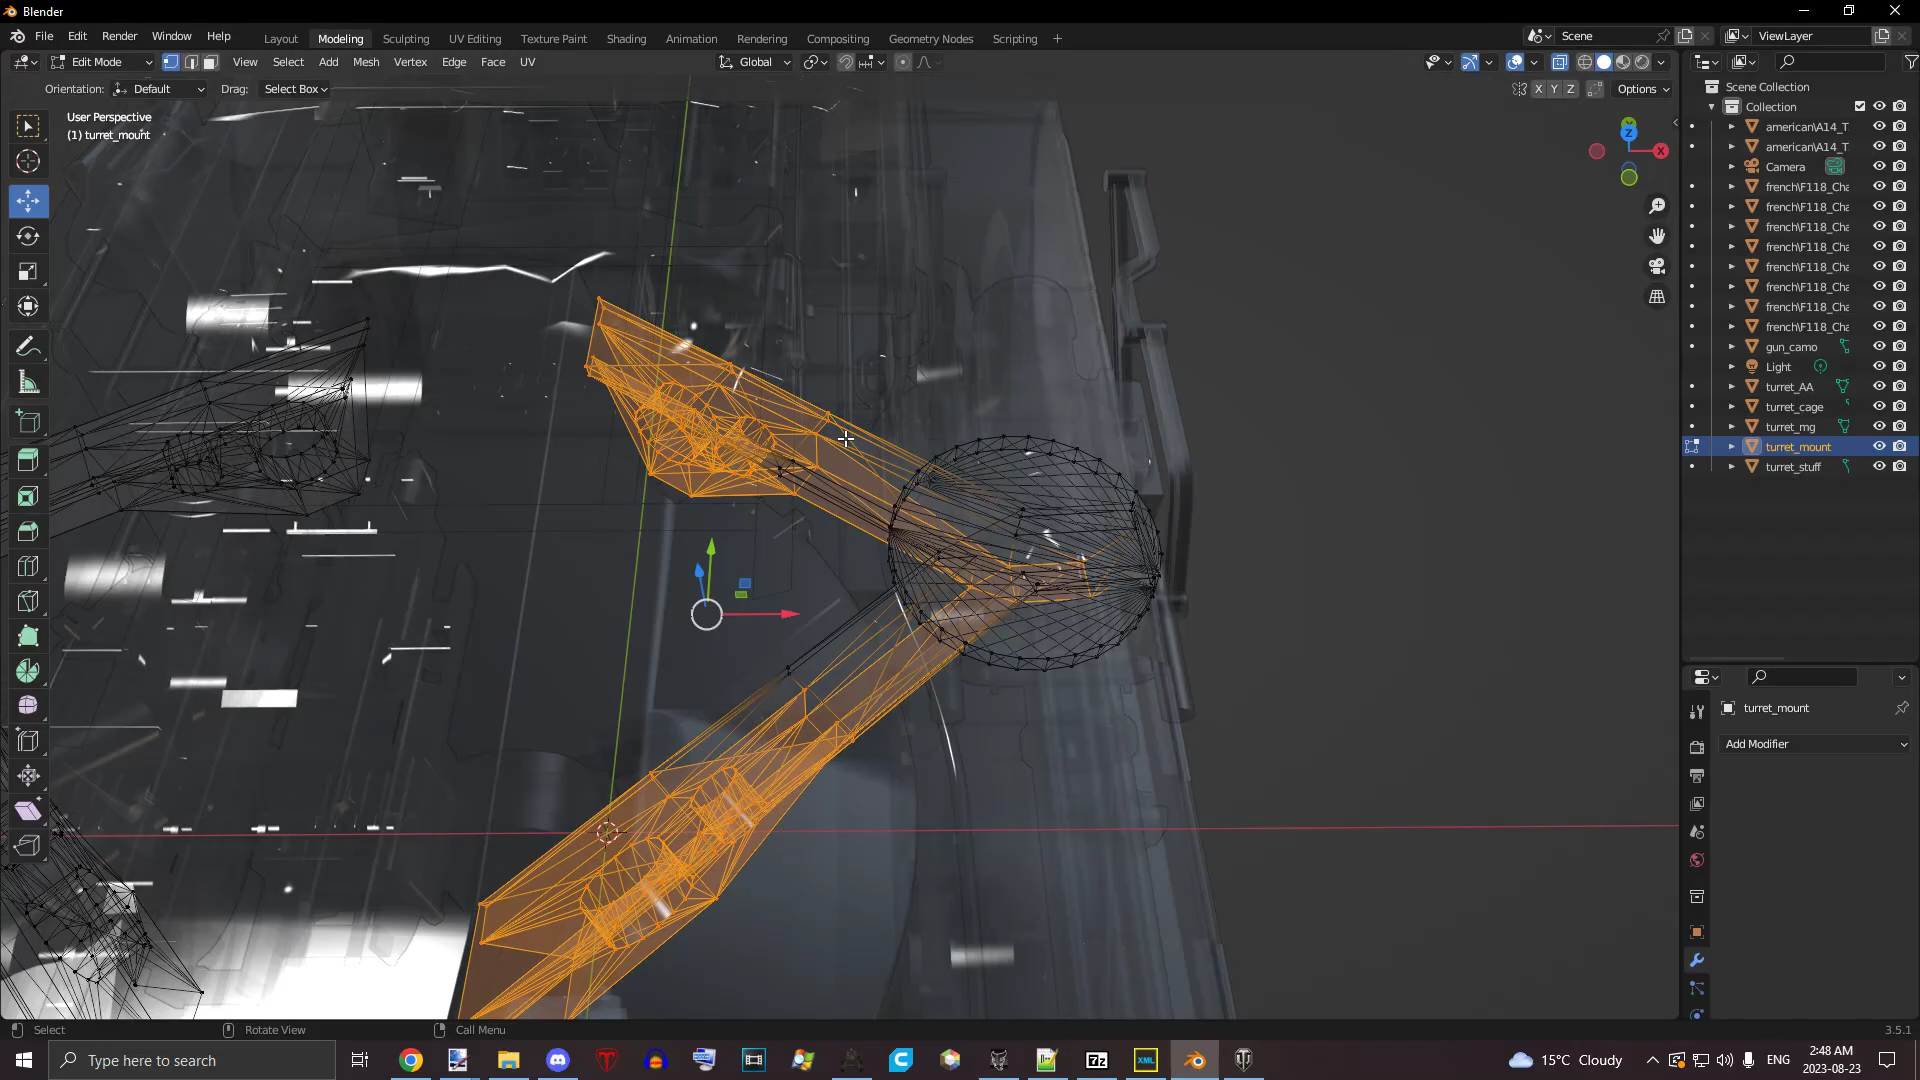 Blender
File Edit Render Window Help
Layout Modeling Sculpting UV Editing Texture Paint Shading Animation Rendering Compositing Geometry Nodes Scripting +
Scene
ViewLayer
Edit Mode View Select Add Mesh Vertex Edge Face UV
Global
Orientation: Default Drag: Select Box
X Y Z Options
User Perspective
(1) turret_mount
Z
X
Scene Collection
Collection
american\A14_T
american\A14_T
Camera
french\F118_Cha
french\F118_Cha
french\F118_Cha
french\F118_Cha
french\F118_Cha
french\F118_Cha
french\F118_Cha
french\F118_Cha
gun_camo
Light
turret_AA
turret_cage
turret_mg
turret_mount
turret_stuff
turret_mount
Add Modifier
Select Rotate View Call Menu 3.5.1
Type here to search
7z
XML
15°C Cloudy
ENG
2:48 AM
2023-08-23